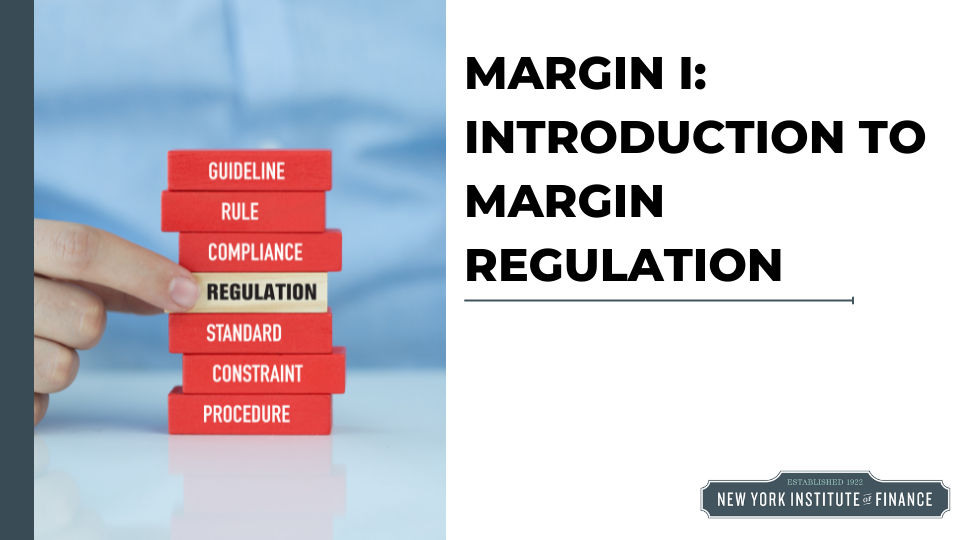 GUIDELINE
RULE
COMPLIANCE
REGULATION
STANDARD
CONSTRAINT
PROCEDURE
MARGIN I:
INTRODUCTION TO
MARGIN
REGULATION
ESTABLISHED 1922
NEW YORK INSTITUTE OF FINANCE